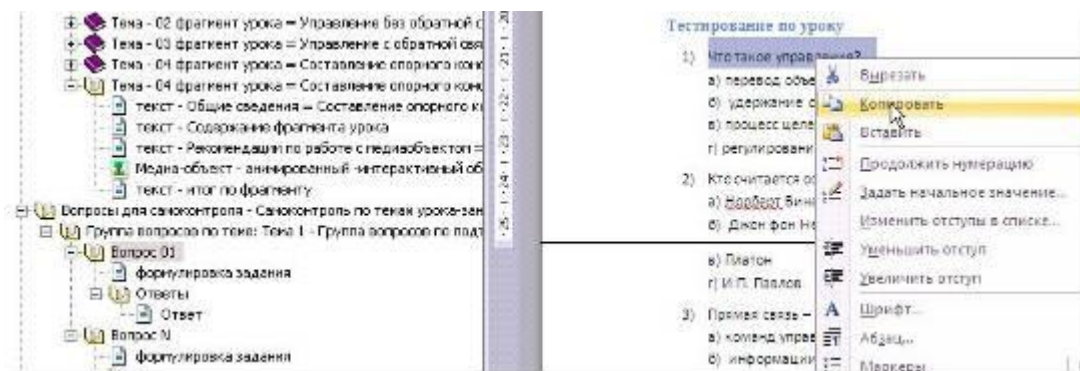 Тема - 02 фрагмент урока = Управление без обратной с
Тема - 03 фрагмент урока = Управление с обратной свя
Тема - 04 фрагмент урока = Составление опорного конс
Тема - 04 фрагмент урока = Составление опорного конс
текст - Общие сведения = Составление опорного к
текст - Содержание фрагмента урока
текст - Рекомендации по работе с медиаобъектом =
Медиа-объект - анимированный -интерактивный об
текст - итог по фрагменту
Вопросы для самоконтроля - Самоконтроль по темам урока-зан
Группа вопросов по теме: Тема 1 - Группа вопросов по подт
Вопрос 01
формулировка задания
Ответы
Ответ
Вопрос N
формулировка задания
Тестирование по уроку
1) Что такое управление?
а) перевод объе
б) удержание с
в) процесс целе
г) регулировани
2) Кто считается ос
а) Норберт Вине
б) Джон фон Не
в) Платон
г) И.П. Павлов
3) Прямая связь –
а) команд управ
б) информации
Вырезать
Копировать
Вставить
Продолжить нумерацию
Задать начальное значение...
Изменить отступы в списке...
Уменьшить отступ
Увеличить отступ
Шрифт...
Абзац...
Маркеры